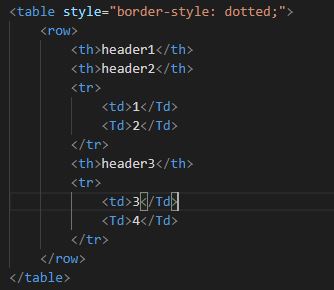 <table style="border-style: dotted;">
<row>
<th>header1</th>
<th>header2</th>
<tr>
<td>1</Td>
<Td>2</Td>
</tr>
<th>header3</th>
<tr>
<td>3</Td>
<Td>4</Td>
</tr>
</row>
</table>